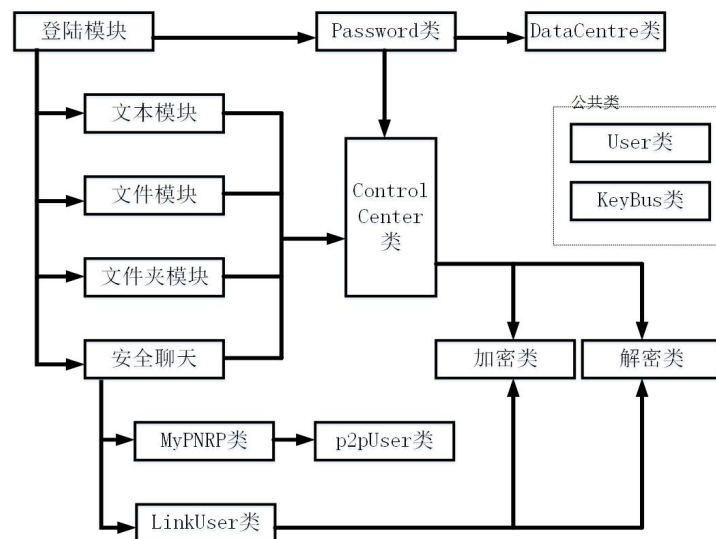 登陆模块
Password类
DataCentre类
文本模块
公共类
User类
文件模块
Control
Center
类
KeyBus类
文件夹模块
安全聊天
加密类
解密类
MyPNRP类
p2pUser类
LinkUser类